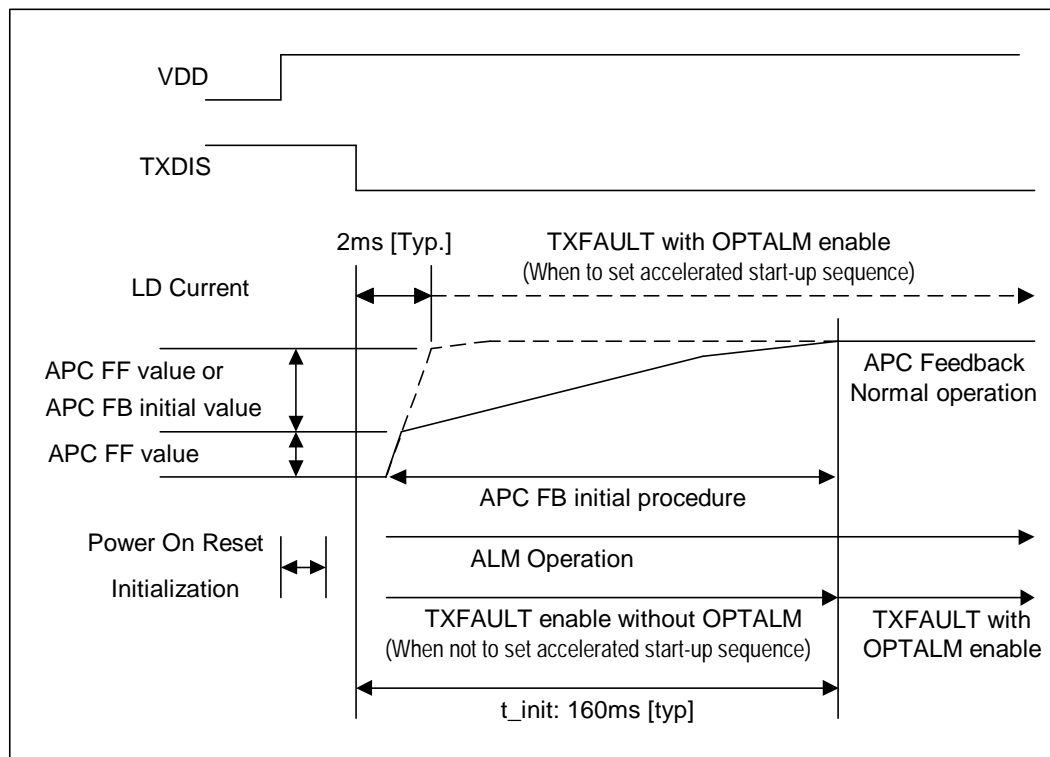 VDD
TXDIS
2ms [Typ.]
TXFAULT with OPTALM enable
(When to set accelerated start-up sequence)
LD Current
APC FF value or
APC FB initial value
APC Feedback
Normal operation
APC FF value
APC FB initial procedure
Power On Reset
Initialization
ALM Operation
TXFAULT enable without OPTALM
(When not to set accelerated start-up sequence)
TXFAULT with
OPTALM enable
t_init: 160ms [typ]